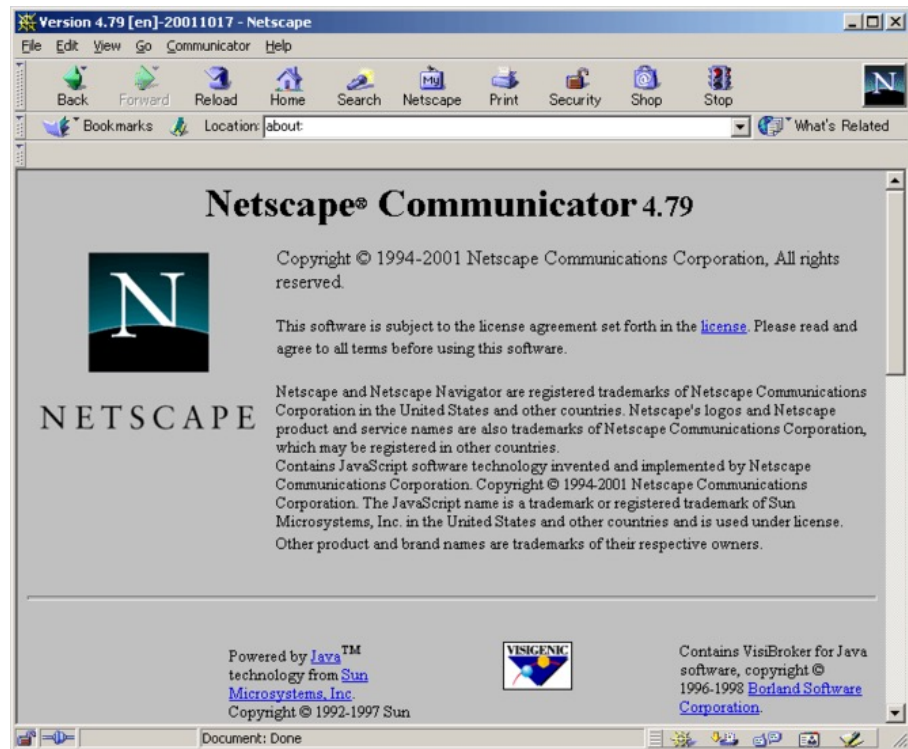 Version 4.79 [en]-20011017 - Netscape
File Edit View Go Communicator Help
Back Forward Reload Home Search My Netscape Print Security Shop Stop N
Bookmarks Location: about: What's Related
Netscape® Communicator 4.79
N
NETSCAPE
Copyright © 1994-2001 Netscape Communications Corporation, All rights
reserved.
This software is subject to the license agreement set forth in the license. Please read and
agree to all terms before using this software.
Netscape and Netscape Navigator are registered trademarks of Netscape Communications
Corporation in the United States and other countries. Netscape's logos and Netscape
product and service names are also trademarks of Netscape Communications Corporation,
which may be registered in other countries.
Contains JavaScript software technology invented and implemented by Netscape
Communications Corporation. Copyright © 1994-2001 Netscape Communications
Corporation. The JavaScript name is a trademark or registered trademark of Sun
Microsystems, Inc. in the United States and other countries and is used under license.
Other product and brand names are trademarks of their respective owners.
Powered by Java™
technology from Sun
Microsystems, Inc.
Copyright © 1992-1997 Sun
VISIGENIC
Contains VisiBroker for Java
software, copyright ©
1996-1998 Borland Software
Corporation.
Document: Done